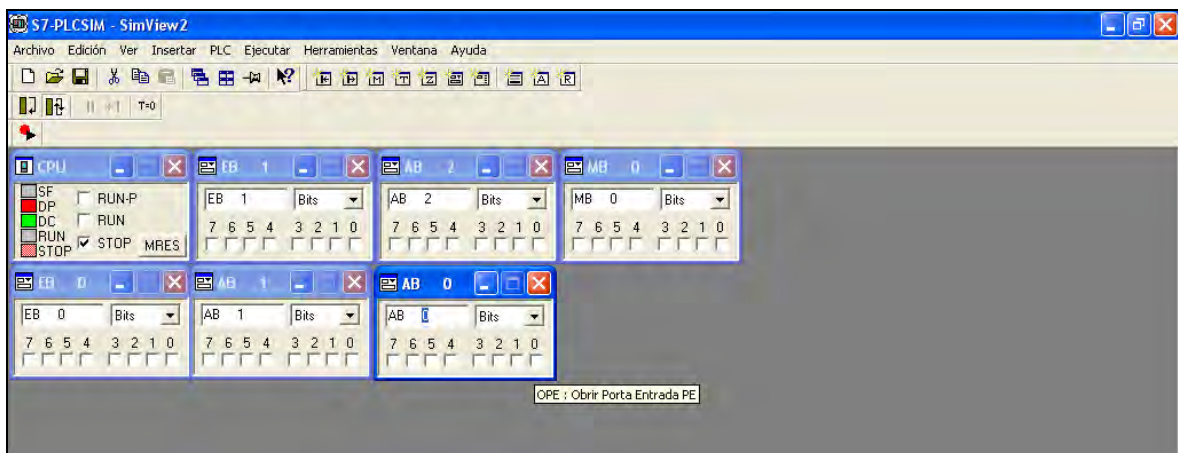 S7-PLCSIM - SimView2
Archivo Edición Ver Insertar PLC Ejecutar Herramientas Ventana Ayuda
T=0
CPU
SF
DP
DC
RUN
STOP
RUN-P
RUN
STOP
MRES
EB 1
EB 1 Bits
7 6 5 4 3 2 1 0
AB 2
AB 2 Bits
7 6 5 4 3 2 1 0
MB 0
MB 0 Bits
7 6 5 4 3 2 1 0
EB 0
EB 0 Bits
7 6 5 4 3 2 1 0
AB 1
AB 1 Bits
7 6 5 4 3 2 1 0
AB 0
AB 0 Bits
7 6 5 4 3 2 1 0
OPE : Obrir Porta Entrada PE